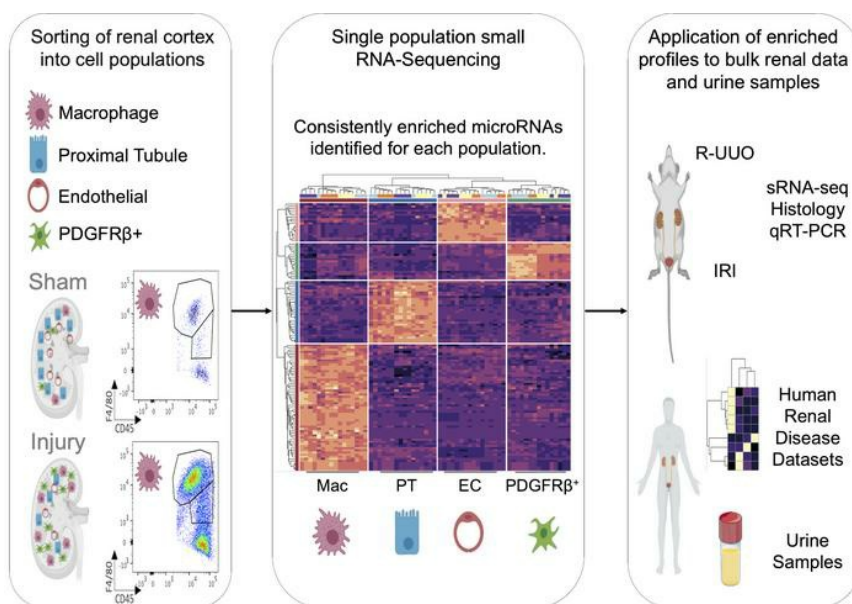 Sorting of renal cortex
into cell populations
Macrophage
Proximal Tubule
Endothelial
PDGFRβ+
Sham
F4/80
CD45
Injury
F4/80
CD45
Single population small
RNA-Sequencing
Consistently enriched microRNAs
identified for each population.
Mac PT EC PDGFRβ⁺
Application of enriched
profiles to bulk renal data
and urine samples
R-UUO
sRNA-seq
Histology
qRT-PCR
IRI
Human
Renal
Disease
Datasets
Urine
Samples